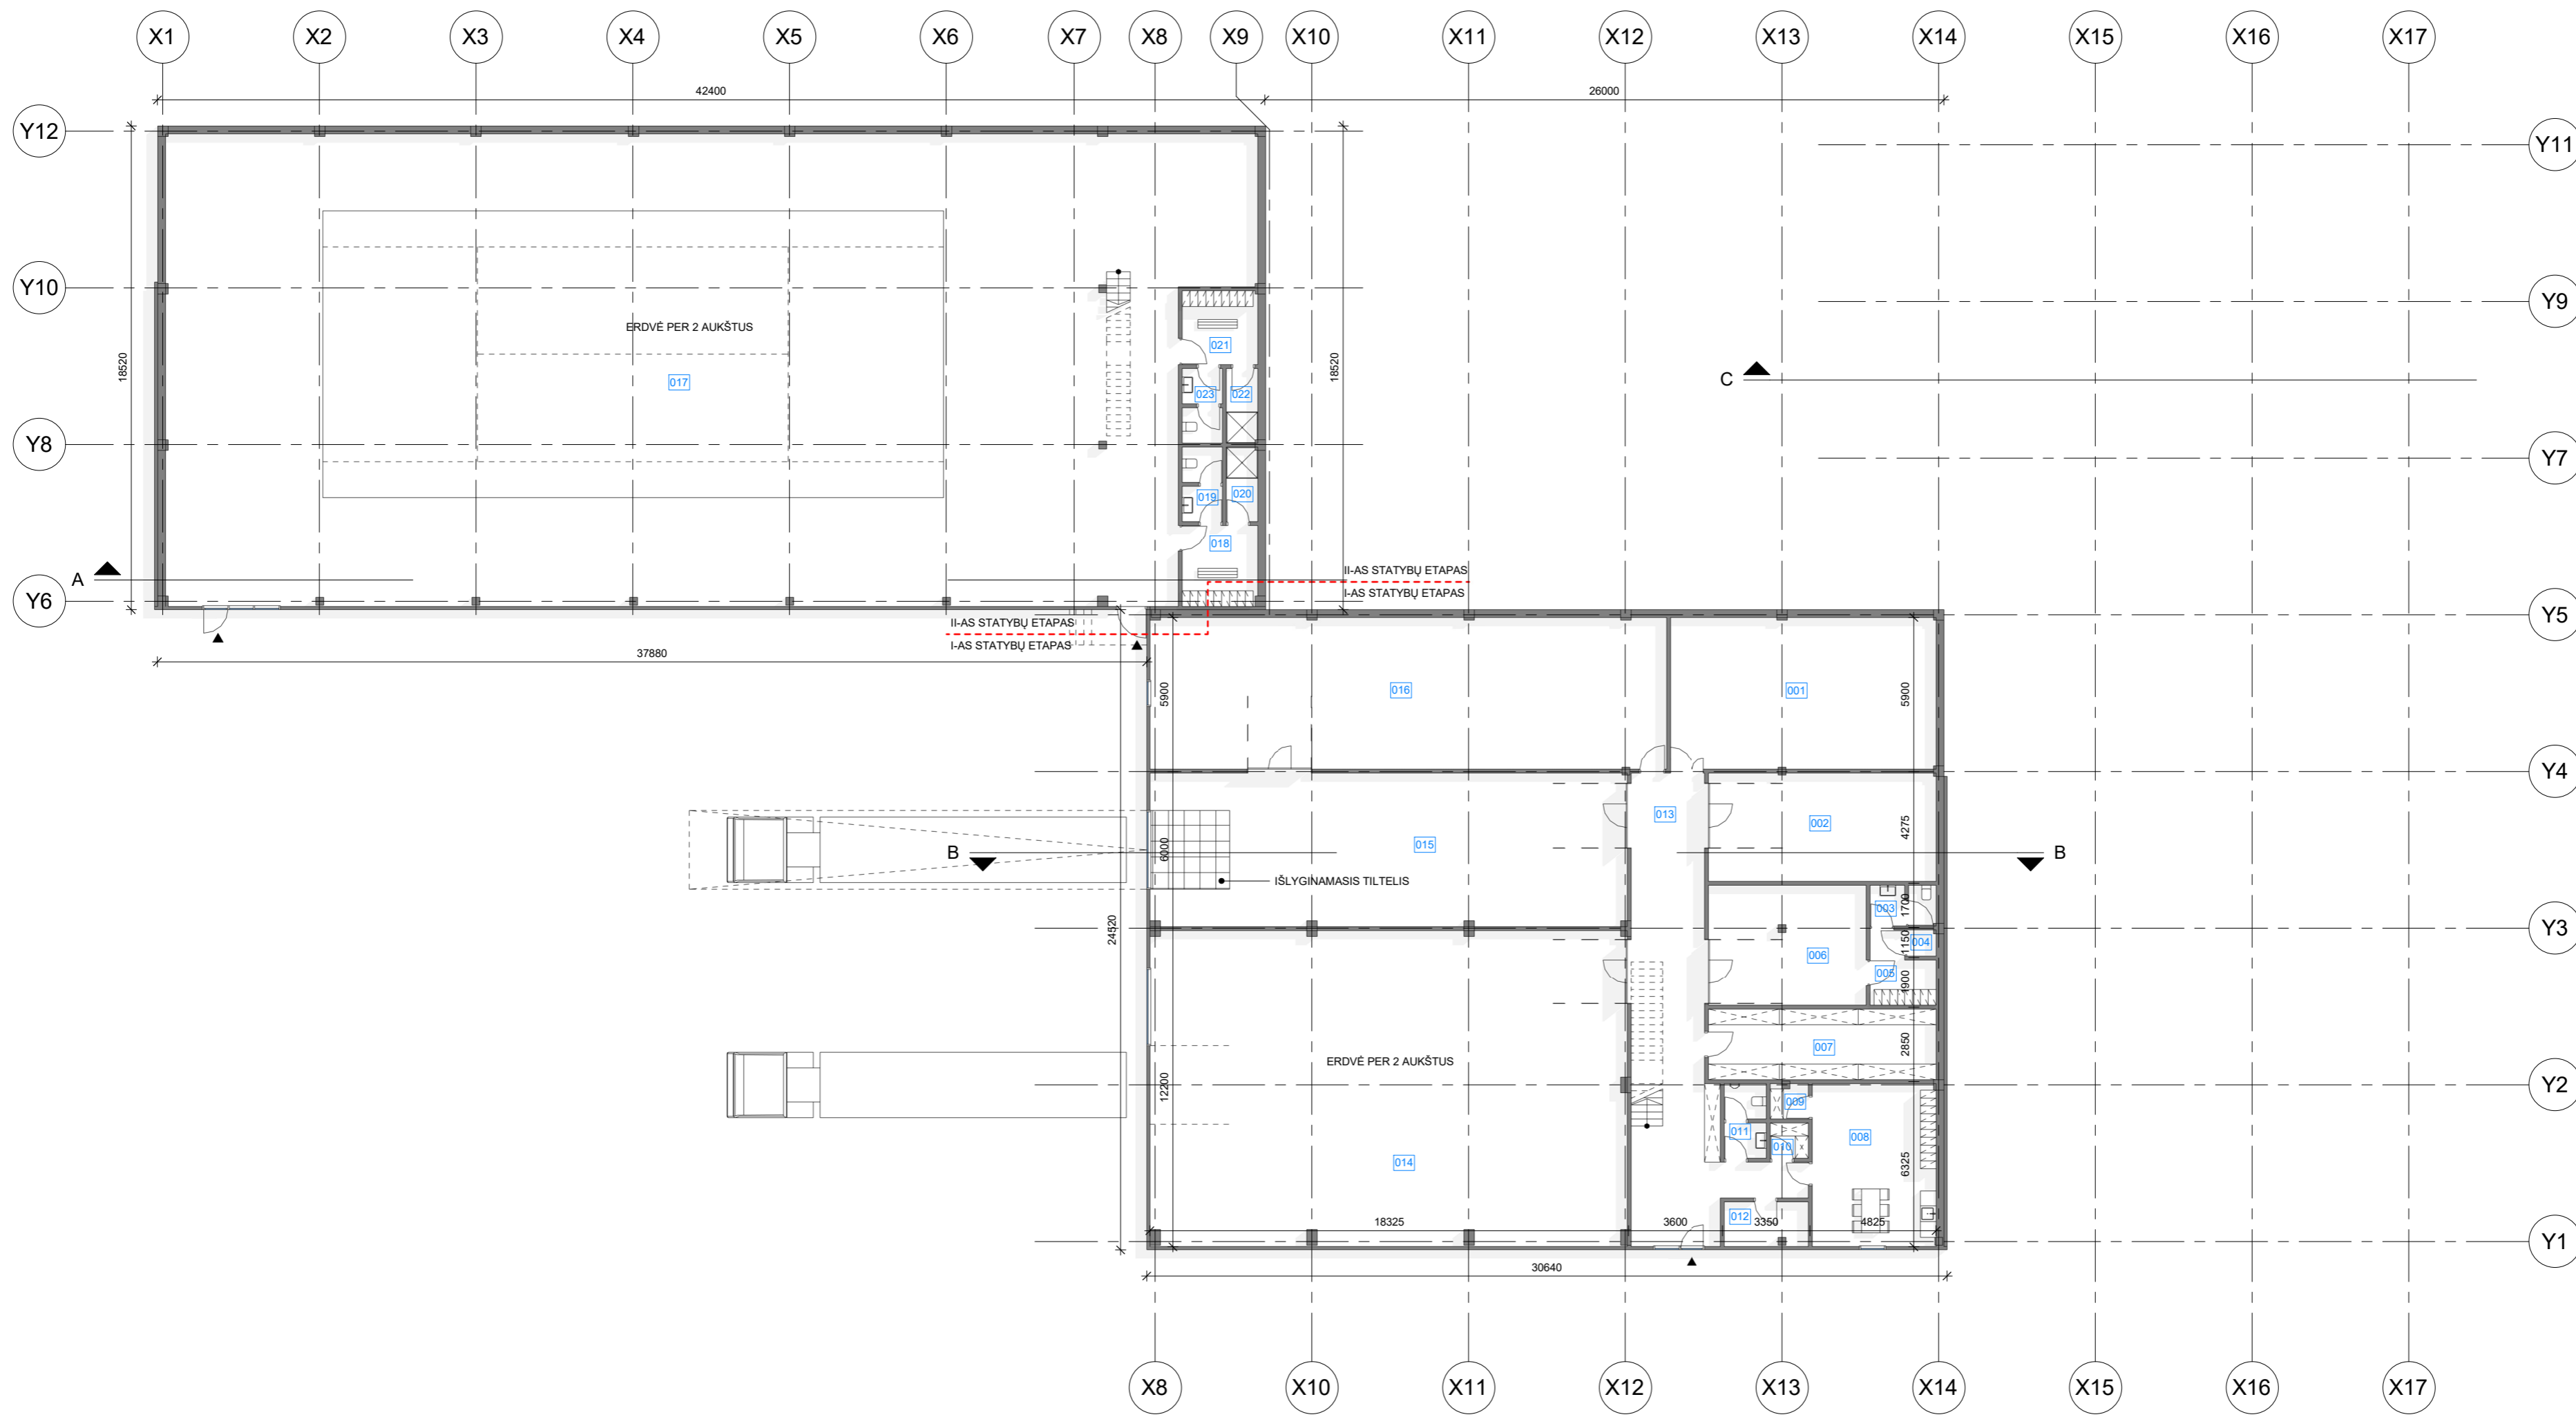 X1 X2 X3 X4 X5 X6 X7 X8 X9 X10 X11 X12 X13 X14 X15 X16 X17
42400 26000
Y12 Y11
Y10 Y9
ERDVĖ PER 2 AUKŠTUS
18520 18520
021
C
017
023 022
Y8 Y7
019 020
018
A
II-AS STATYBŲ ETAPAS
I-AS STATYBŲ ETAPAS
Y6 Y5
II-AS STATYBŲ ETAPAS
I-AS STATYBŲ ETAPAS
37880
5900 016 001 5900
Y4
013
002 4275
015
B 6000 B
IŠLYGINAMASIS TILTELIS
003 1700
24520
Y3
1150 004
006
005 1900
007 2850
ERDVĖ PER 2 AUKŠTUS
12200
Y2
009
011 008
010
014 6325
012
18325 3600 3350 4825
Y1
30640
X8 X10 X11 X12 X13 X14 X15 X16 X17